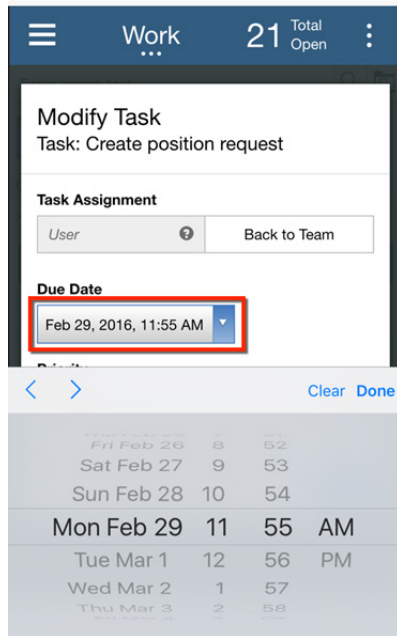 Work
21 Total Open
Modify Task
Task: Create position request
Task Assignment
User
Back to Team
Due Date
Feb 29, 2016, 11:55 AM
Clear Done
Fri Feb 26 8 52
Sat Feb 27 9 53
Sun Feb 28 10 54
Mon Feb 29 11 55 AM
Tue Mar 1 12 56 PM
Wed Mar 2 1 57
Thu Mar 3 2 58